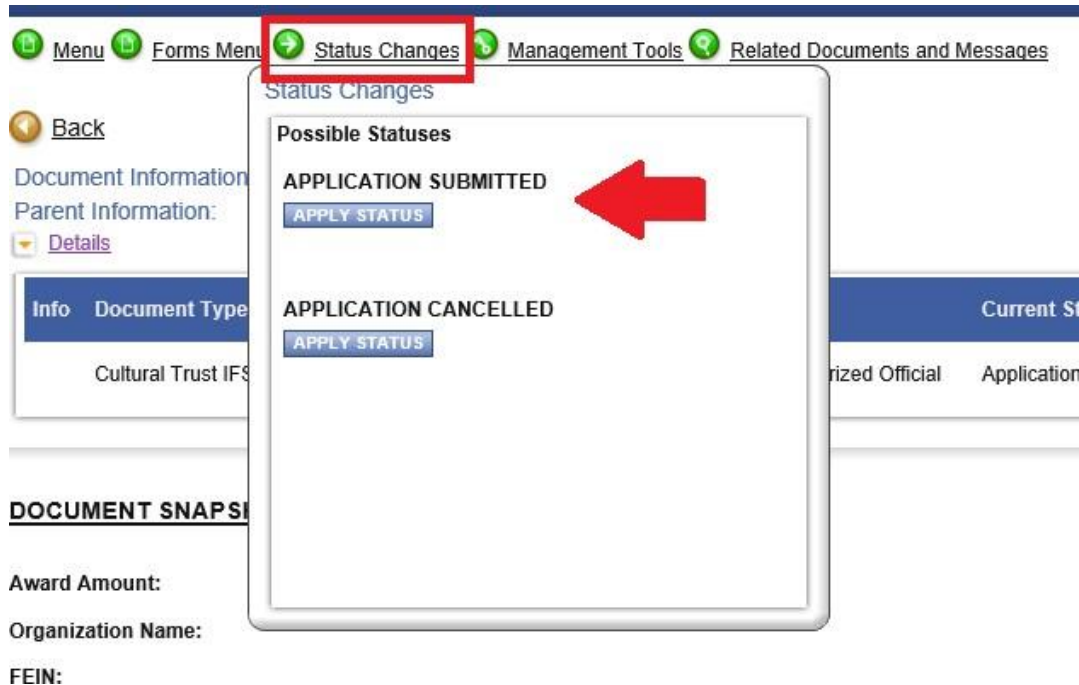 Menu Forms Menu Status Changes Management Tools Related Documents and Messages
Status Changes
Back
Possible Statuses
Document Information
APPLICATION SUBMITTED
Parent Information:
APPLY STATUS
Details
Info Document Type
APPLICATION CANCELLED
Current St
APPLY STATUS
Cultural Trust IFS
rized Official Application
DOCUMENT SNAPSH
Award Amount:
Organization Name:
FEIN: